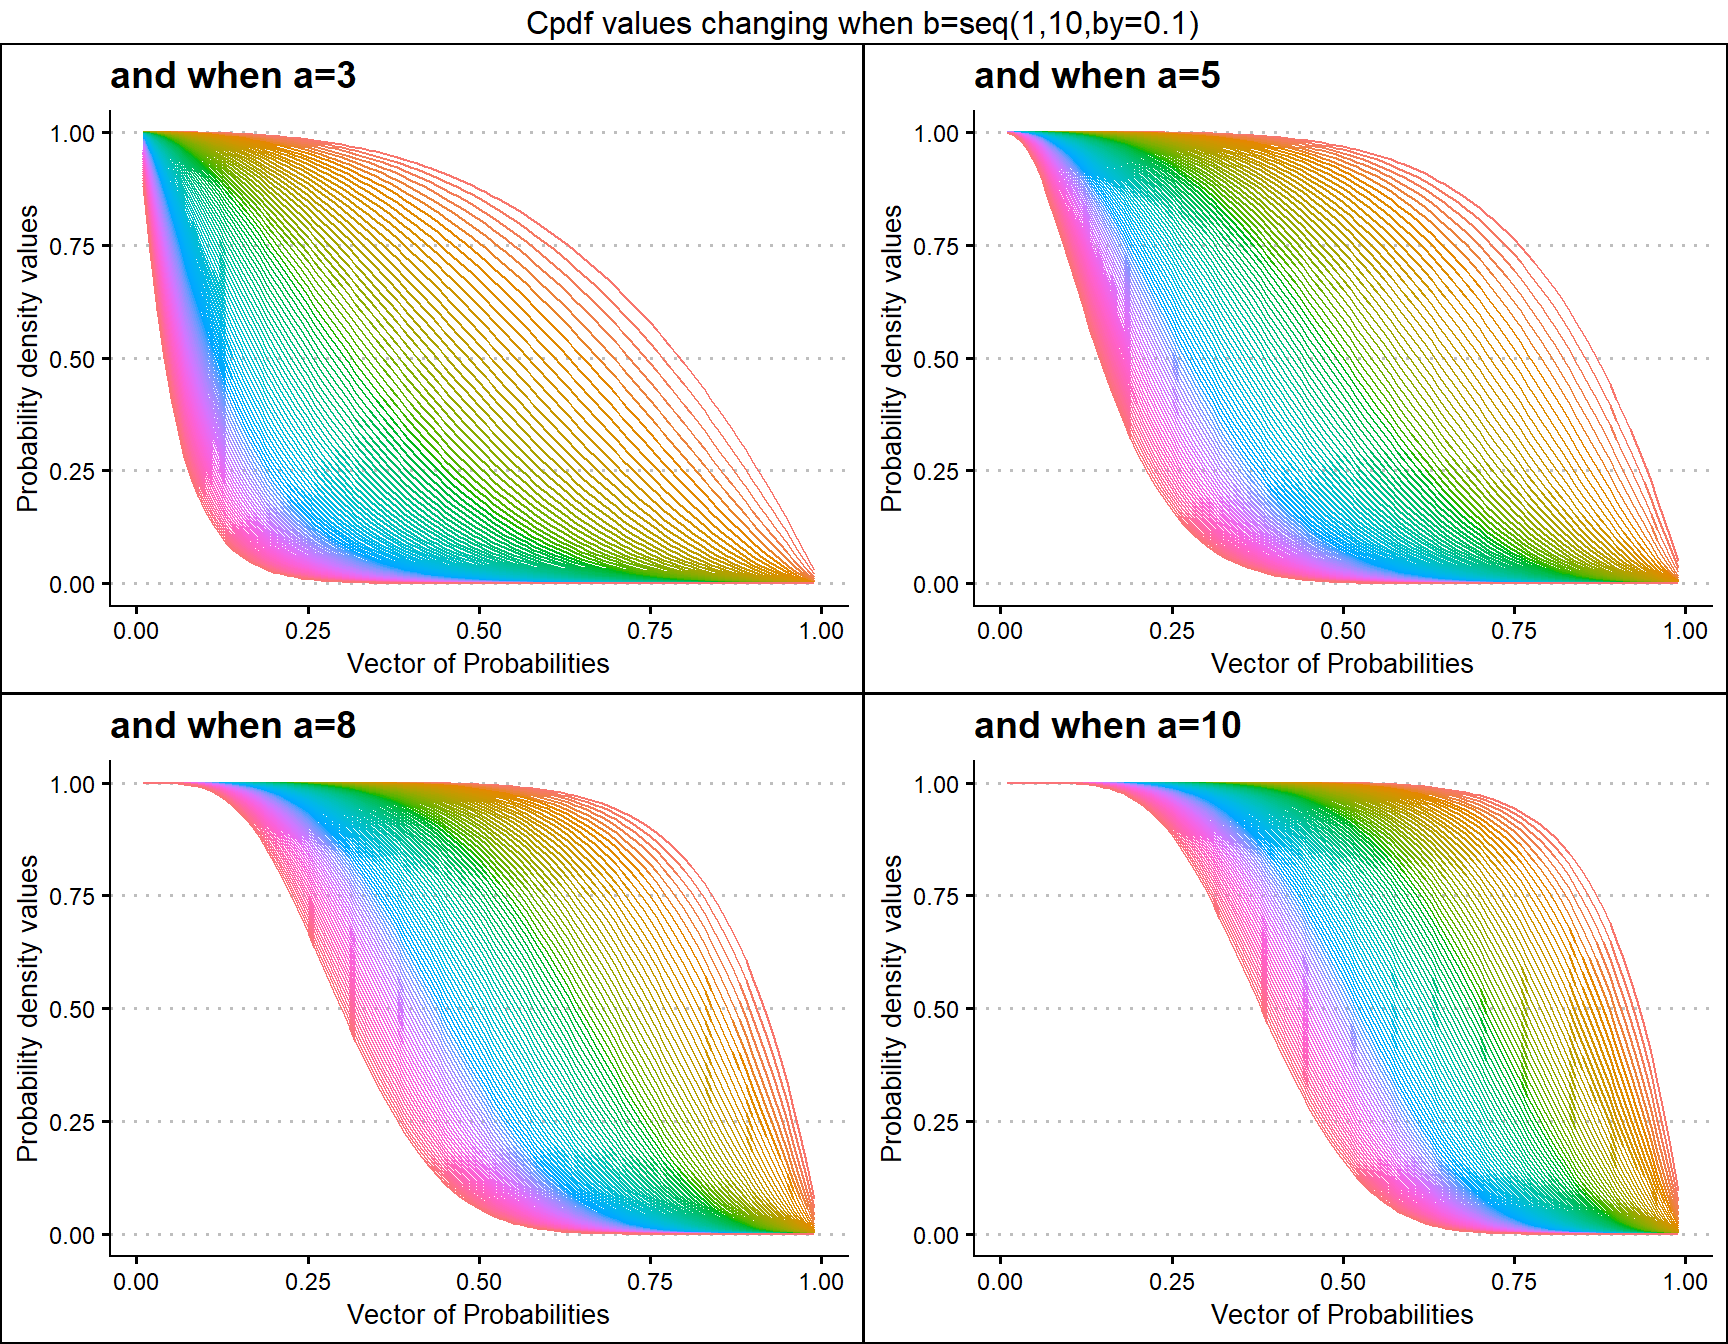 Cpdf values changing when b=seq(1,10,by=0.1)
and when a=3
Probability density values
1.00
0.75
0.50
0.25
0.00
0.00 0.25 0.50 0.75 1.00
Vector of Probabilities
and when a=5
Probability density values
1.00
0.75
0.50
0.25
0.00
0.00 0.25 0.50 0.75 1.00
Vector of Probabilities
and when a=8
Probability density values
1.00
0.75
0.50
0.25
0.00
0.00 0.25 0.50 0.75 1.00
Vector of Probabilities
and when a=10
Probability density values
1.00
0.75
0.50
0.25
0.00
0.00 0.25 0.50 0.75 1.00
Vector of Probabilities